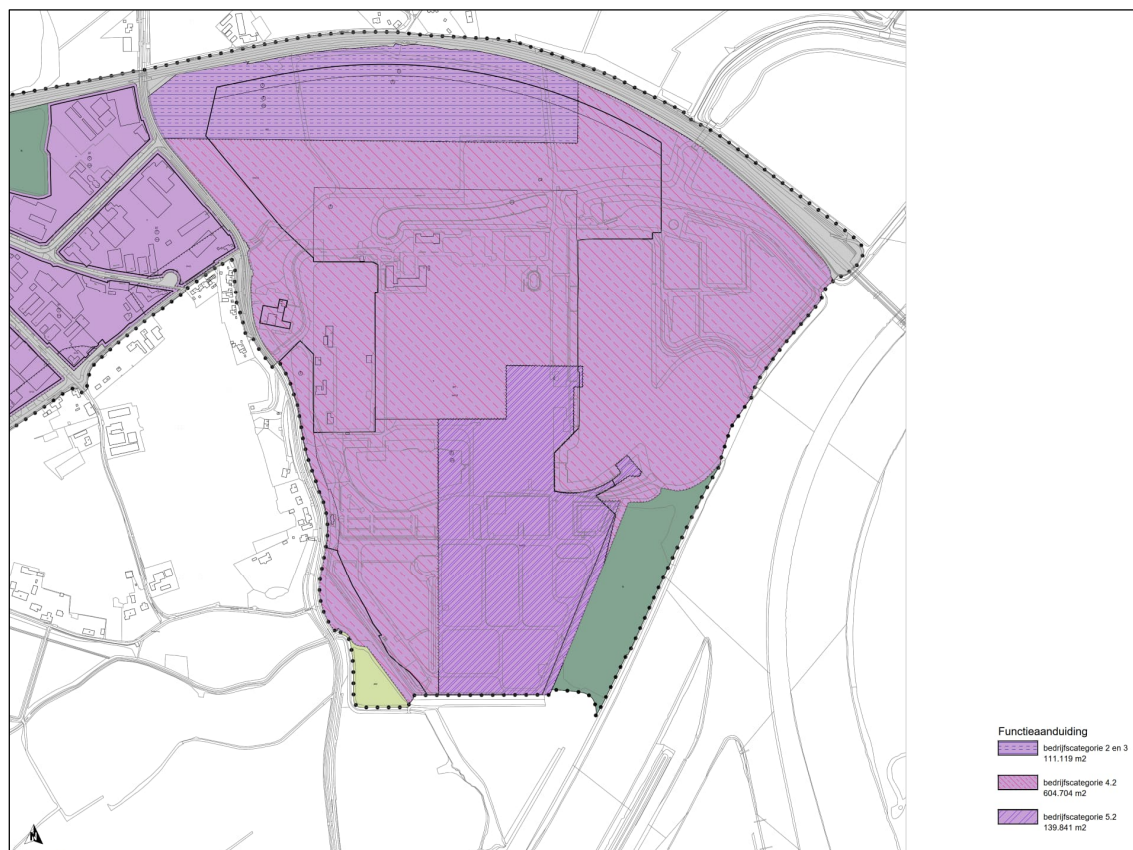 Functieaanduiding
bedrijfscategorie 2 en 3
111.119 m2
bedrijfscategorie 4.2
604.704 m2
bedrijfscategorie 5.2
139.841 m2